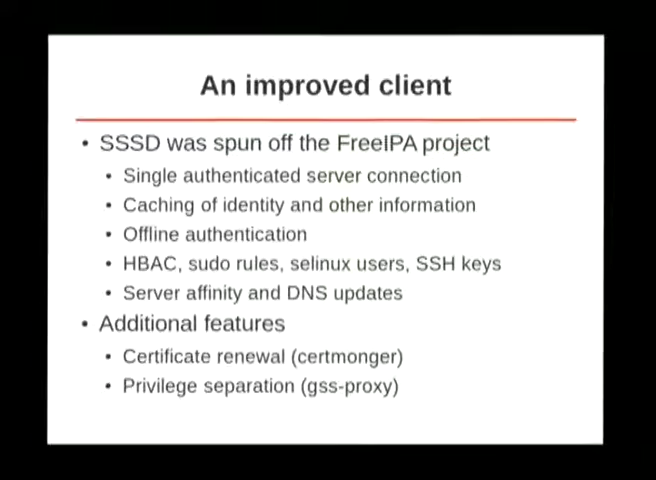 An improved client
• SSSD was spun off the FreeIPA project
• Single authenticated server connection
• Caching of identity and other information
• Offline authentication
• HBAC, sudo rules, selinux users, SSH keys
• Server affinity and DNS updates
• Additional features
• Certificate renewal (certmonger)
• Privilege separation (gss-proxy)